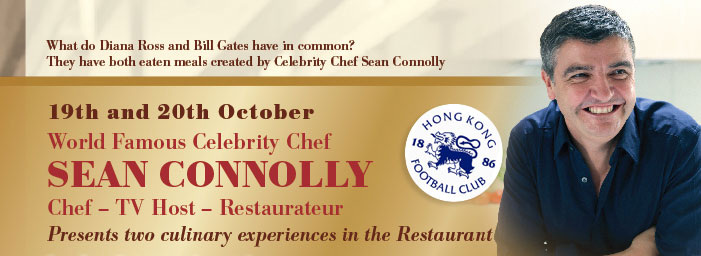 What do Diana Ross and Bill Gates have in common?
They have both eaten meals created by Celebrity Chef Sean Connolly
19th and 20th October
World Famous Celebrity Chef
SEAN CONNOLLY
Chef – TV Host – Restaurateur
Presents two culinary experiences in the Restaurant
HONG KONG
18 86
FOOTBALL CLUB